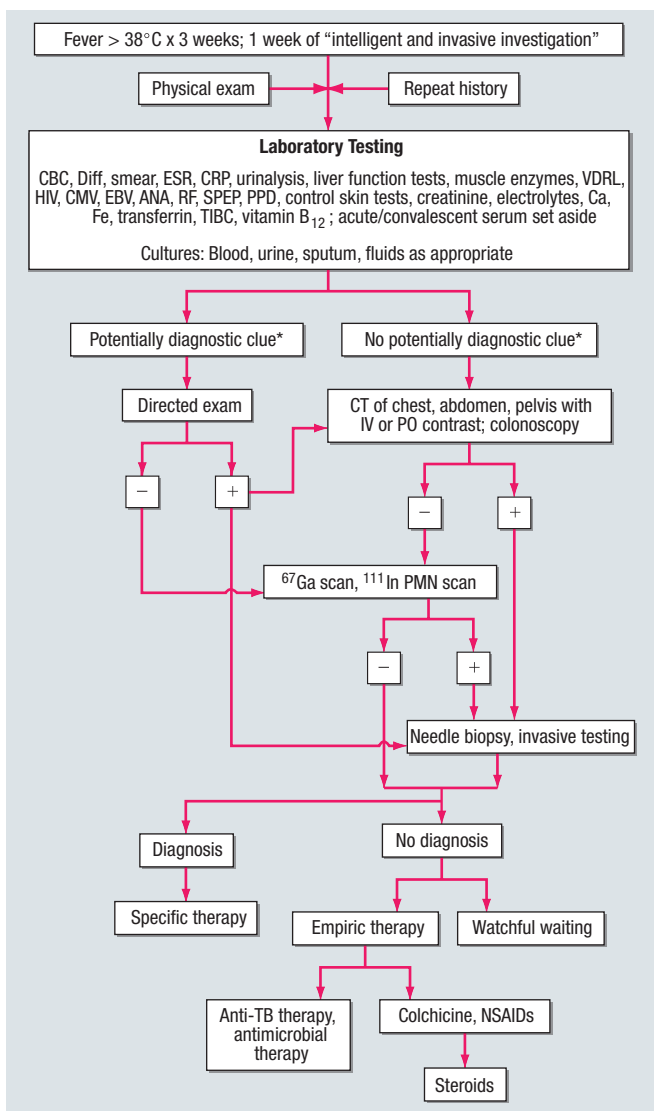 Fever > 38°C x 3 weeks; 1 week of “intelligent and invasive investigation”
Physical exam
Repeat history
Laboratory Testing
CBC, Diff, smear, ESR, CRP, urinalysis, liver function tests, muscle enzymes, VDRL,
HIV, CMV, EBV, ANA, RF, SPEP, PPD, control skin tests, creatinine, electrolytes, Ca,
Fe, transferrin, TIBC, vitamin B12 ; acute/convalescent serum set aside
Cultures: Blood, urine, sputum, fluids as appropriate
Potentially diagnostic clue*
No potentially diagnostic clue*
Directed exam
CT of chest, abdomen, pelvis with
IV or PO contrast; colonoscopy
−
+
−
+
67Ga scan, 111In PMN scan
−
+
Needle biopsy, invasive testing
Diagnosis
No diagnosis
Specific therapy
Empiric therapy
Watchful waiting
Anti-TB therapy,
antimicrobial
therapy
Colchicine, NSAIDs
Steroids